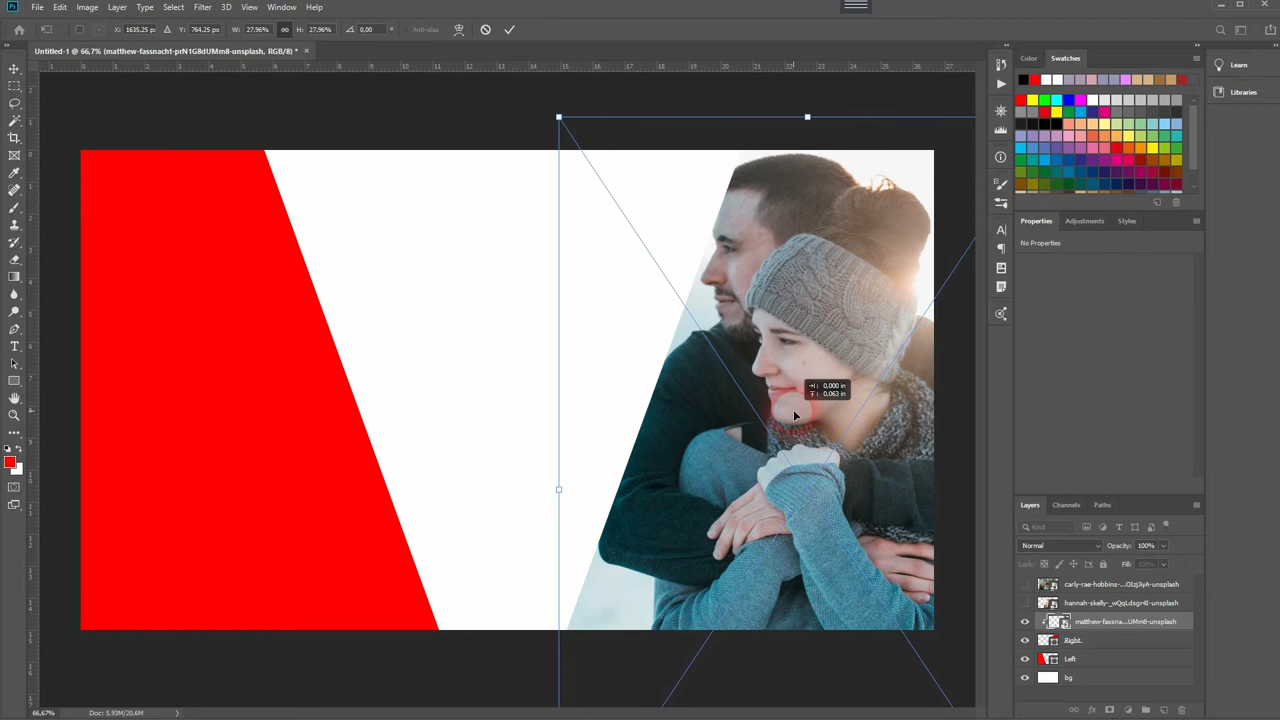 File Edit Image Layer Type Select Filter 3D View Window Help
X: 1635,25 px Y: 764,25 px W: 27,96% H: 27,96% 0,00 ° Anti-alias
Untitled-1 @ 66,7% (matthew-fassnacht-prN1G8dUMm8-unsplash, RGB/8) * ×
Color Swatches
Learn
Libraries
Properties Adjustments Styles
No Properties
0,000 in
0,063 in
Layers Channels Paths
Kind
Normal Opacity: 100%
Lock: Fill: 100%
carly-rae-hobbins-...OIzJJiyA-unsplash
hannah-skelly-_wQqLdsgr4I-unsplash
matthew-fassna...UMm8-unsplash
Right
Left
bg
66,67% Doc: 5,93M/20,6M